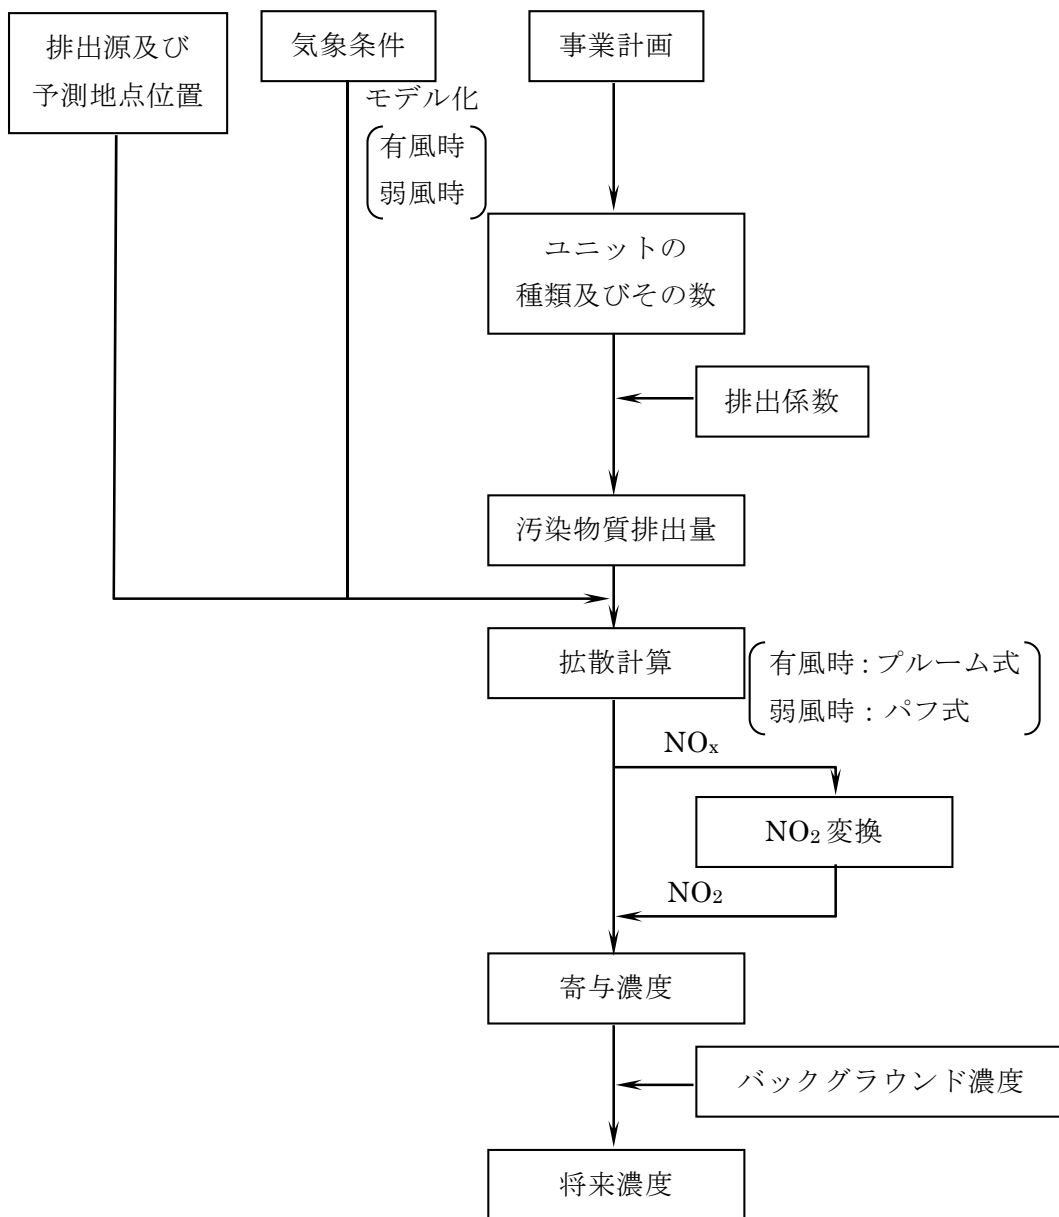 排出源及び
予測地点位置
気象条件
事業計画
モデル化
有風時
弱風時
ユニットの
種類及びその数
排出係数
汚染物質排出量
拡散計算
有風時:プルーム式
弱風時:パフ式
NOx
NO2変換
NO2
寄与濃度
バックグラウンド濃度
将来濃度